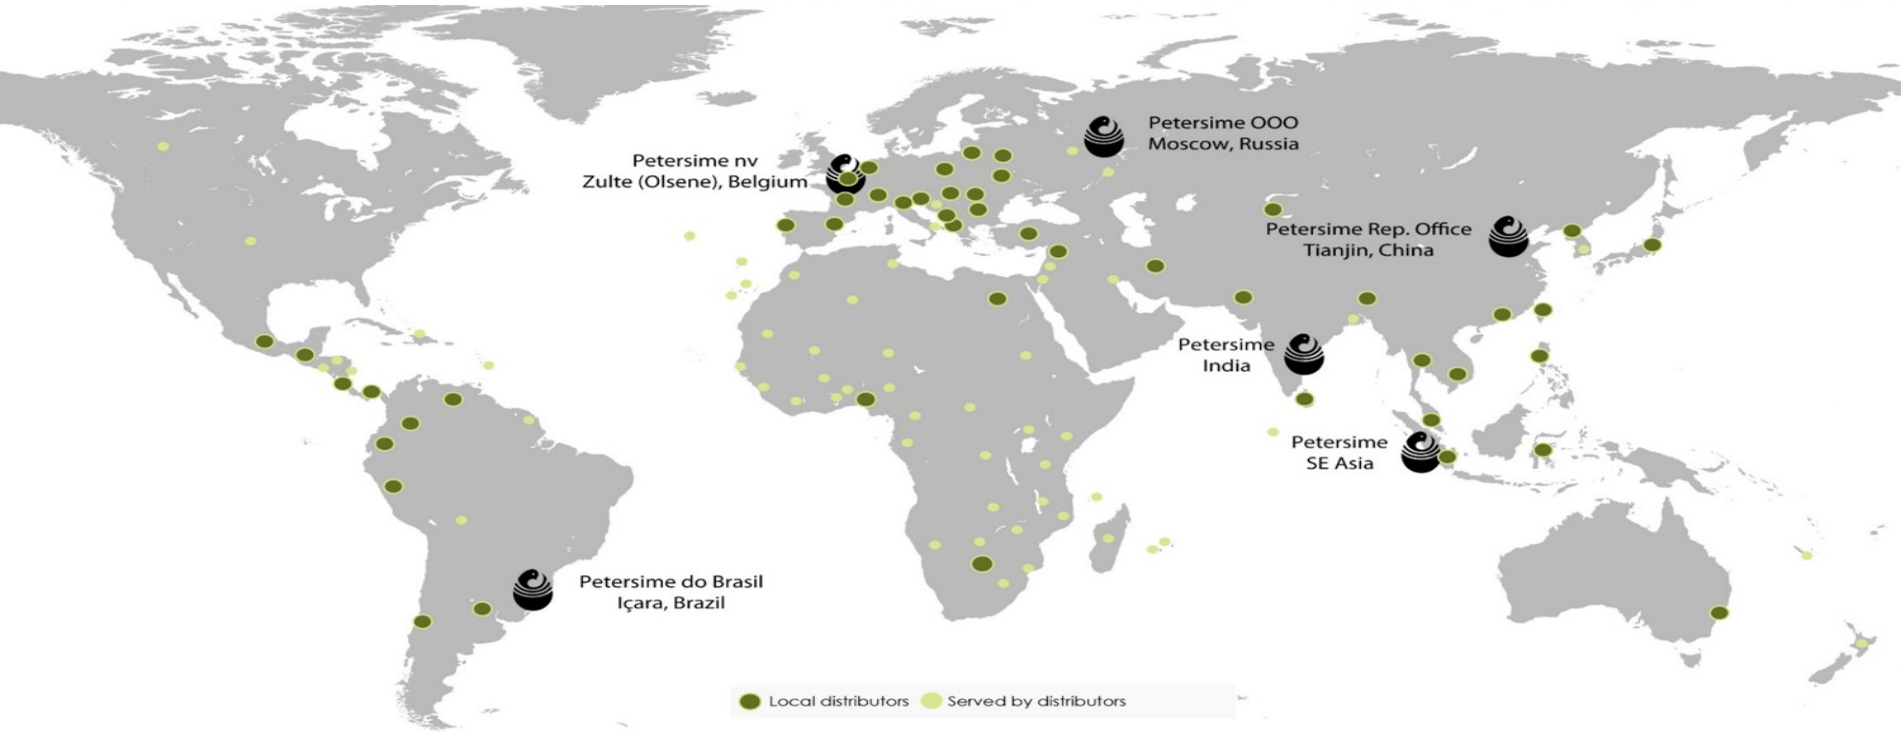 Petersime OOO
Moscow, Russia
Petersime nv
Zulte (Olsene), Belgium
Petersime Rep. Office
Tianjin, China
Petersime
India
Petersime
SE Asia
Petersime do Brasil
Içara, Brazil
Local distributors
Served by distributors